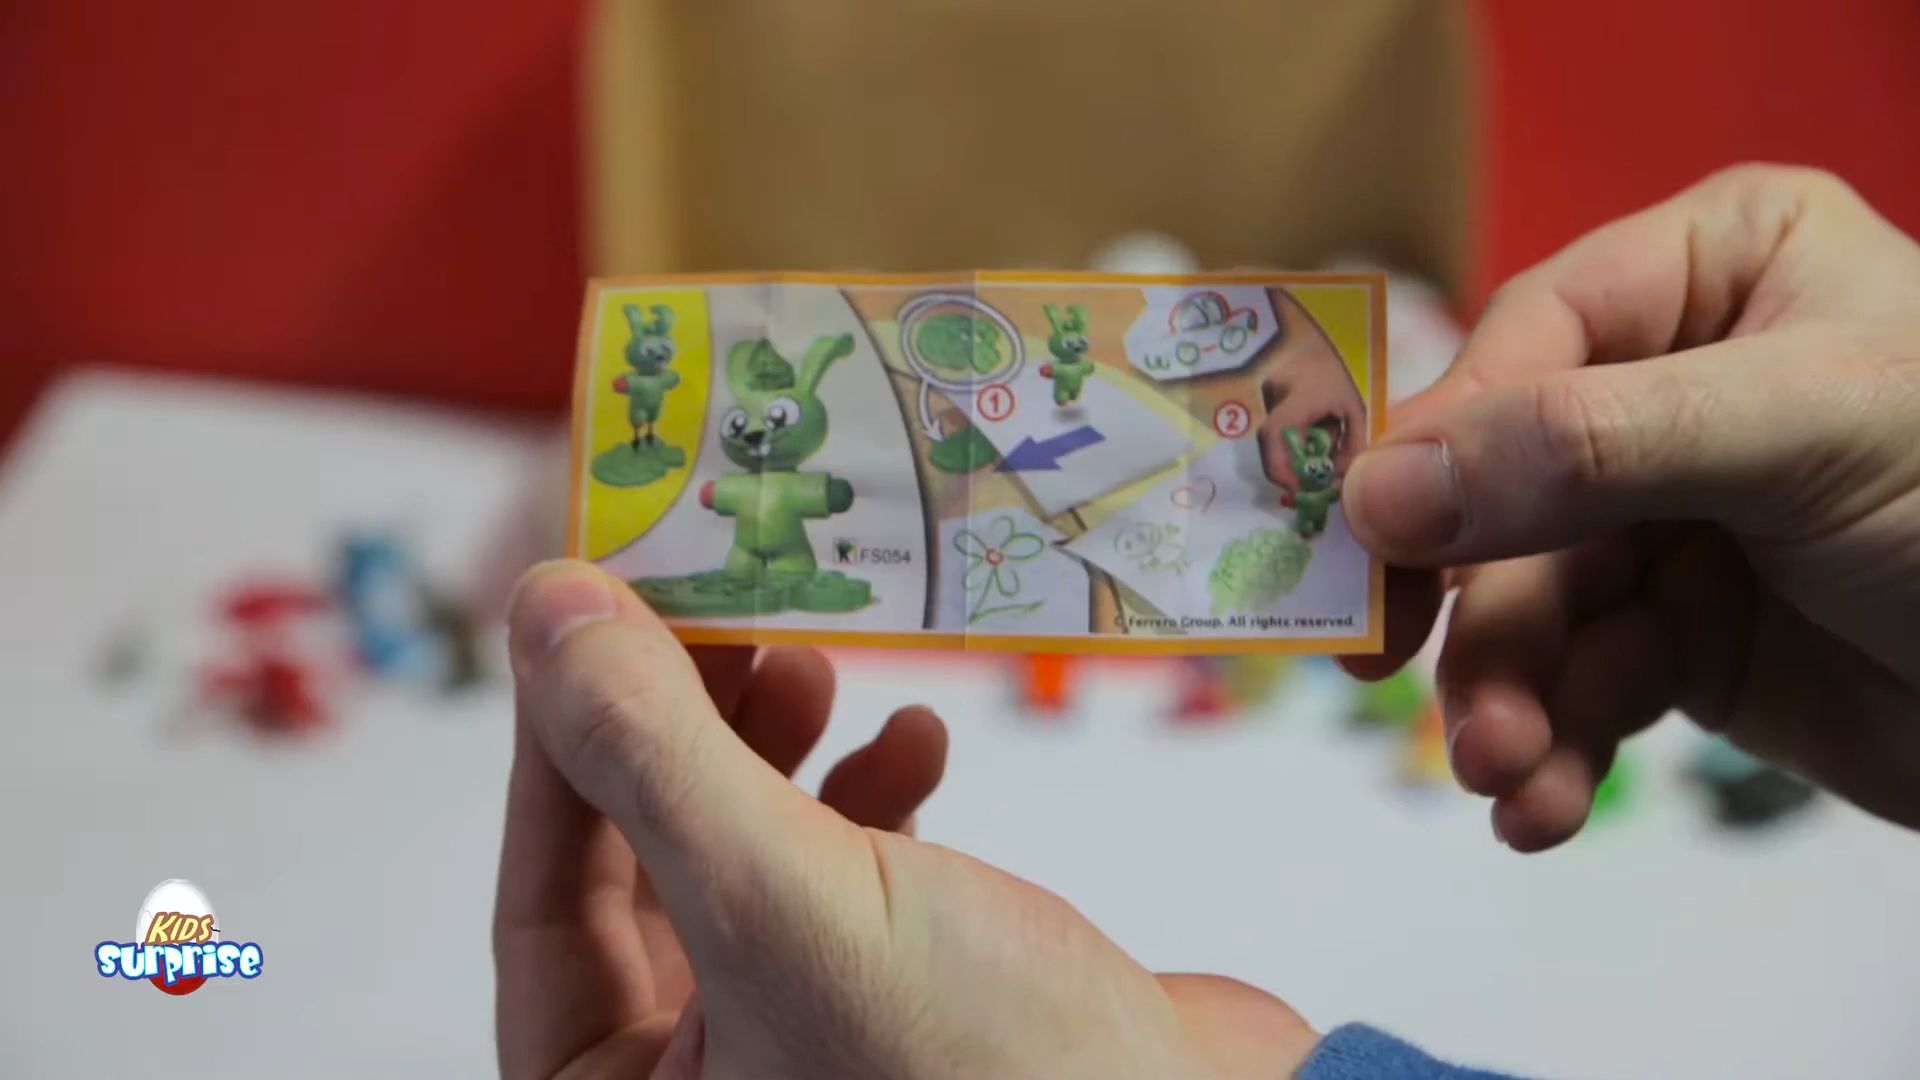 1
2
K FS054
© Ferrero Group. All rights reserved.
KIDS
surprise